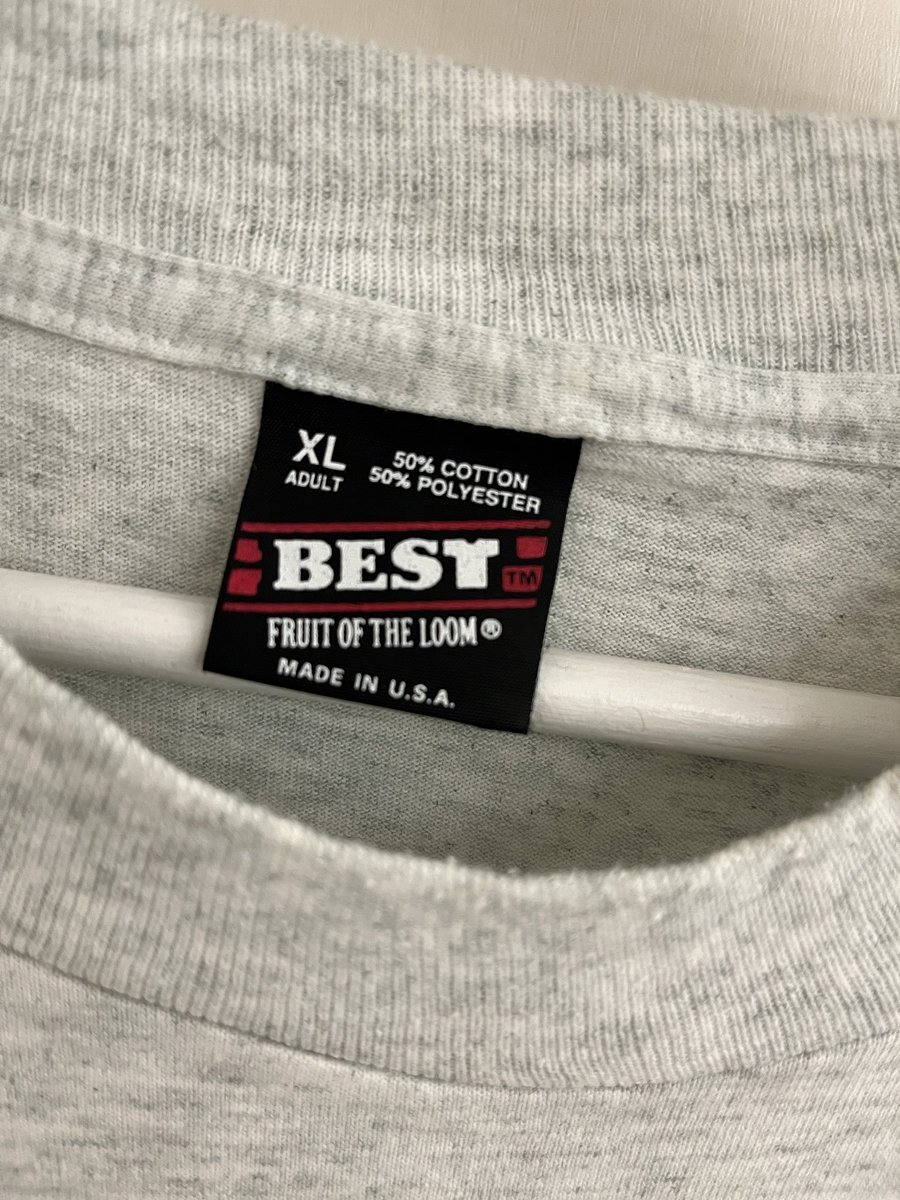 XL
ADULT
50% COTTON
50% POLYESTER
BEST
TM
FRUIT OF THE LOOM®
MADE IN U.S.A.